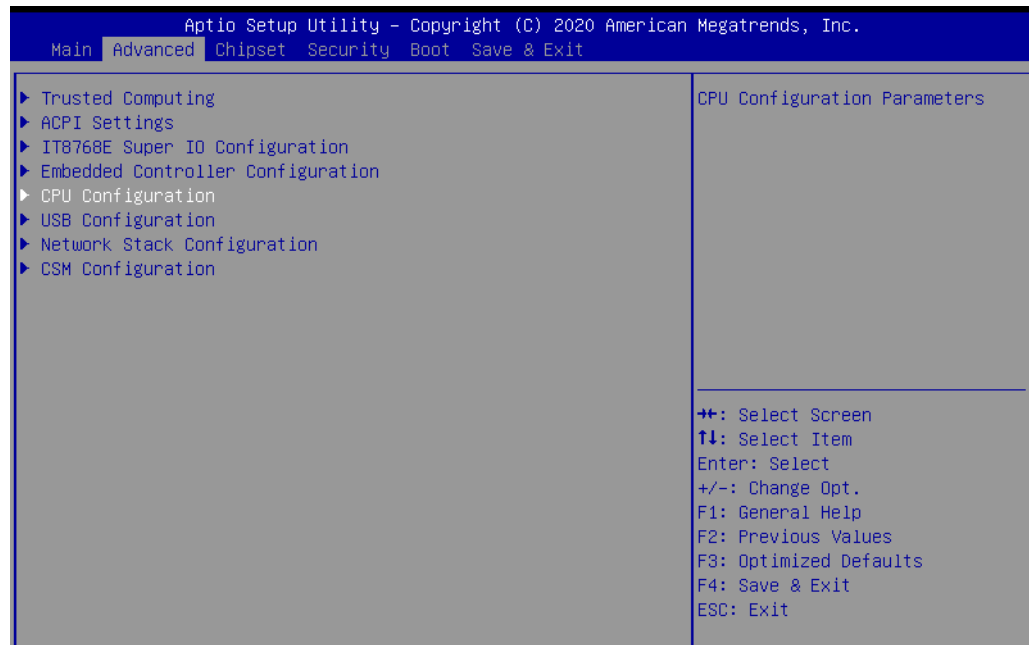 Aptio Setup Utility – Copyright (C) 2020 American Megatrends, Inc.
Main Advanced Chipset Security Boot Save & Exit
▶ Trusted Computing
▶ ACPI Settings
▶ IT8768E Super IO Configuration
▶ Embedded Controller Configuration
▶ CPU Configuration
▶ USB Configuration
▶ Network Stack Configuration
▶ CSM Configuration
CPU Configuration Parameters
→←: Select Screen
↑↓: Select Item
Enter: Select
+/-: Change Opt.
F1: General Help
F2: Previous Values
F3: Optimized Defaults
F4: Save & Exit
ESC: Exit